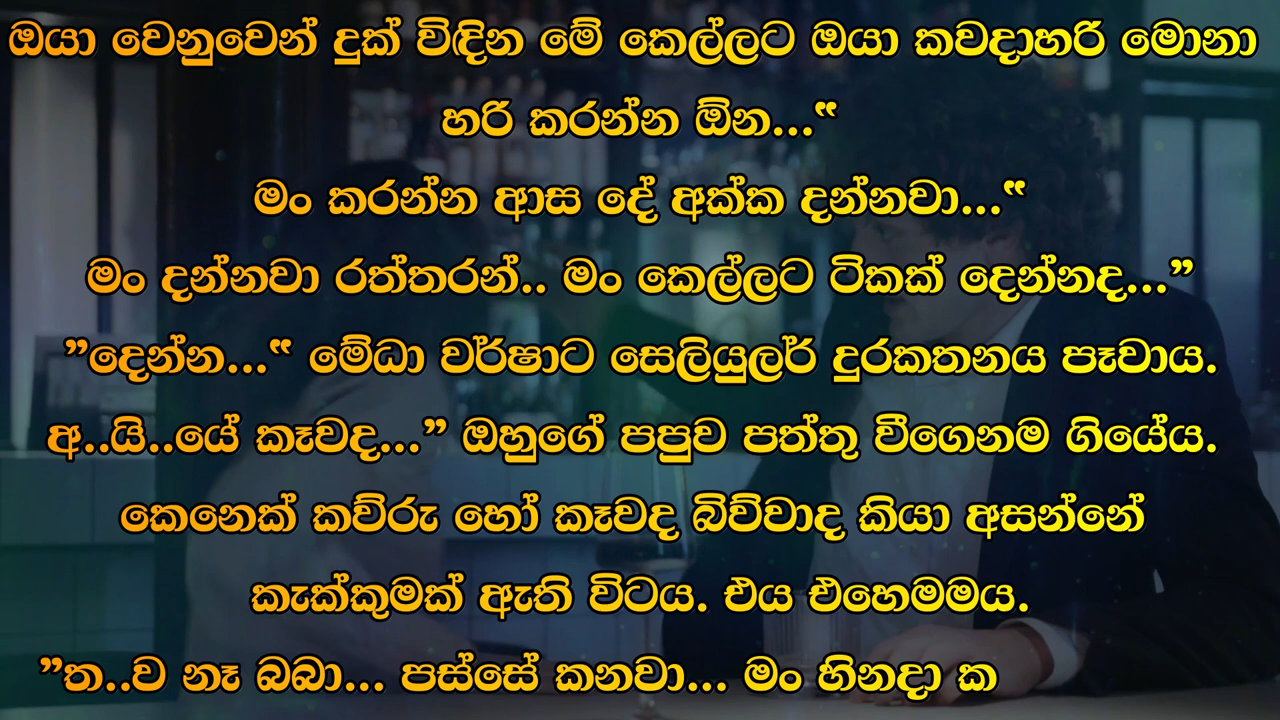 ඔයා වෙනුවෙන් දුක් විඳින මේ කෙල්ලට ඔයා කවදාහරි මොනා
හරි කරන්න ඕන...“
මං කරන්න ආස දේ අක්ක දන්නවා...“
මං දන්නවා රත්තරන්.. මං කෙල්ලට ටිකක් දෙන්නද...”
”දෙන්න...“ මේධා වර්ෂාට සෙලියුලර් දුරකතනය පෑවාය.
අ..යි..යේ කෑවද...” ඔහුගේ පපුව පත්තු වීගෙනම ගියේය.
කෙනෙක් කව්රු හෝ කෑවද බිව්වාද කියා අසන්නේ
කැක්කුමක් ඇති විටය. එය එහෙමමය.
”ත..ව නෑ බබා... පස්සේ කනවා... මං හිනදා ක